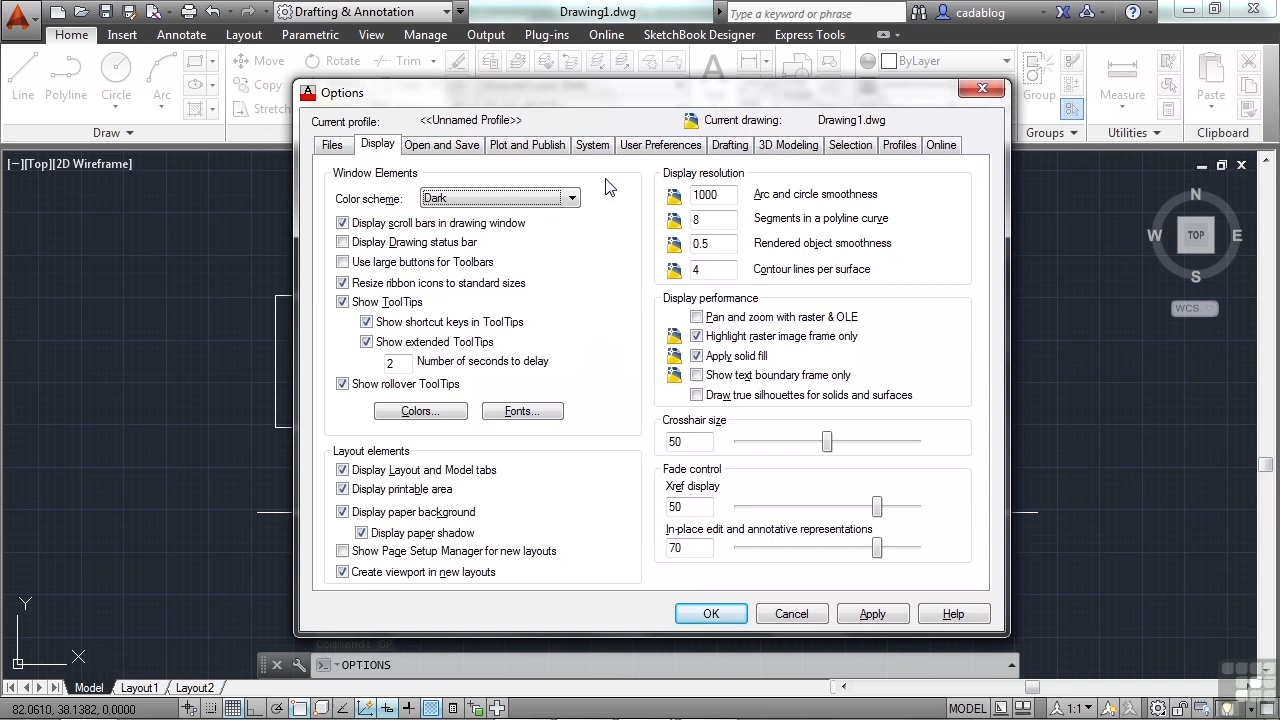 Drafting & Annotation
Drawing1.dwg
Type a keyword or phrase
cadablog
Home Insert Annotate Layout Parametric View Manage Output Plug-ins Online SketchBook Designer Express Tools
Line Polyline Circle Arc
Move
Rotate
Trim
Copy
Stretch
A
ByLayer
Group
Measure
Paste
Draw
Groups
Utilities
Clipboard
[−][Top][2D Wireframe]
Options
Current profile: <<Unnamed Profile>> Current drawing: Drawing1.dwg
Files Display Open and Save Plot and Publish System User Preferences Drafting 3D Modeling Selection Profiles Online
Window Elements
Color scheme: Dark
Display scroll bars in drawing window
Display Drawing status bar
Use large buttons for Toolbars
Resize ribbon icons to standard sizes
Show ToolTips
Show shortcut keys in ToolTips
Show extended ToolTips
2 Number of seconds to delay
Show rollover ToolTips
Colors... Fonts...
Layout elements
Display Layout and Model tabs
Display printable area
Display paper background
Display paper shadow
Show Page Setup Manager for new layouts
Create viewport in new layouts
Display resolution
1000 Arc and circle smoothness
8 Segments in a polyline curve
0.5 Rendered object smoothness
4 Contour lines per surface
Display performance
Pan and zoom with raster & OLE
Highlight raster image frame only
Apply solid fill
Show text boundary frame only
Draw true silhouettes for solids and surfaces
Crosshair size
50
Fade control
Xref display
50
In-place edit and annotative representations
70
OK Cancel Apply Help
N
W TOP E
S
WCS
Y
X
Command: OP
OPTIONS
Model Layout1 Layout2
82.0610, 38.1382, 0.0000
MODEL
1:1